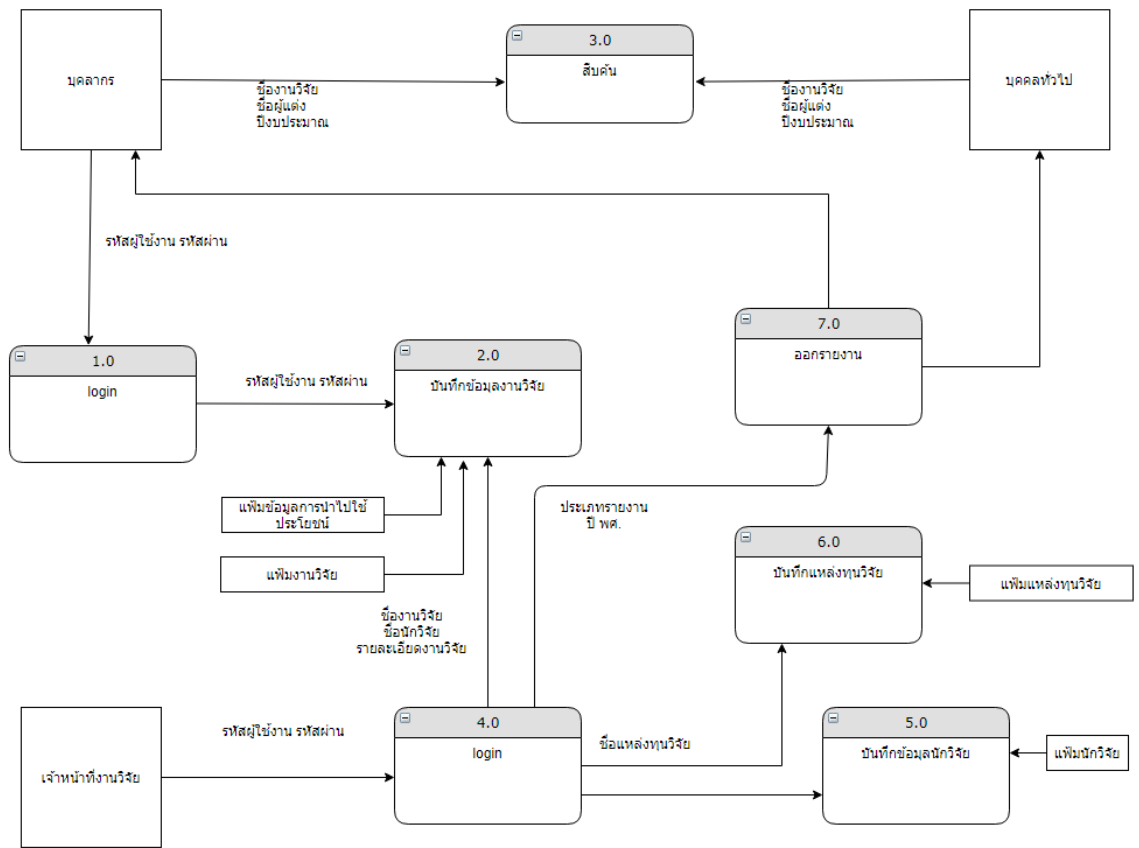 บุคลากร
3.0
สืบค้น
บุคคลทั่วไป
ชื่องานวิจัย
ชื่อผู้แต่ง
ปีงบประมาณ
ชื่องานวิจัย
ชื่อผู้แต่ง
ปีงบประมาณ
รหัสผู้ใช้งาน รหัสผ่าน
7.0
ออกรายงาน
1.0
login
รหัสผู้ใช้งาน รหัสผ่าน
2.0
บันทึกข้อมูลงานวิจัย
แฟ้มข้อมูลการนำไปใช้
ประโยชน์
ประเภทรายงาน
ปี พศ.
แฟ้มงานวิจัย
6.0
บันทึกแหล่งทุนวิจัย
แฟ้มแหล่งทุนวิจัย
ชื่องานวิจัย
ชื่อนักวิจัย
รายละเอียดงานวิจัย
เจ้าหน้าที่งานวิจัย
รหัสผู้ใช้งาน รหัสผ่าน
4.0
login
ชื่อแหล่งทุนวิจัย
5.0
บันทึกข้อมูลนักวิจัย
แฟ้มนักวิจัย